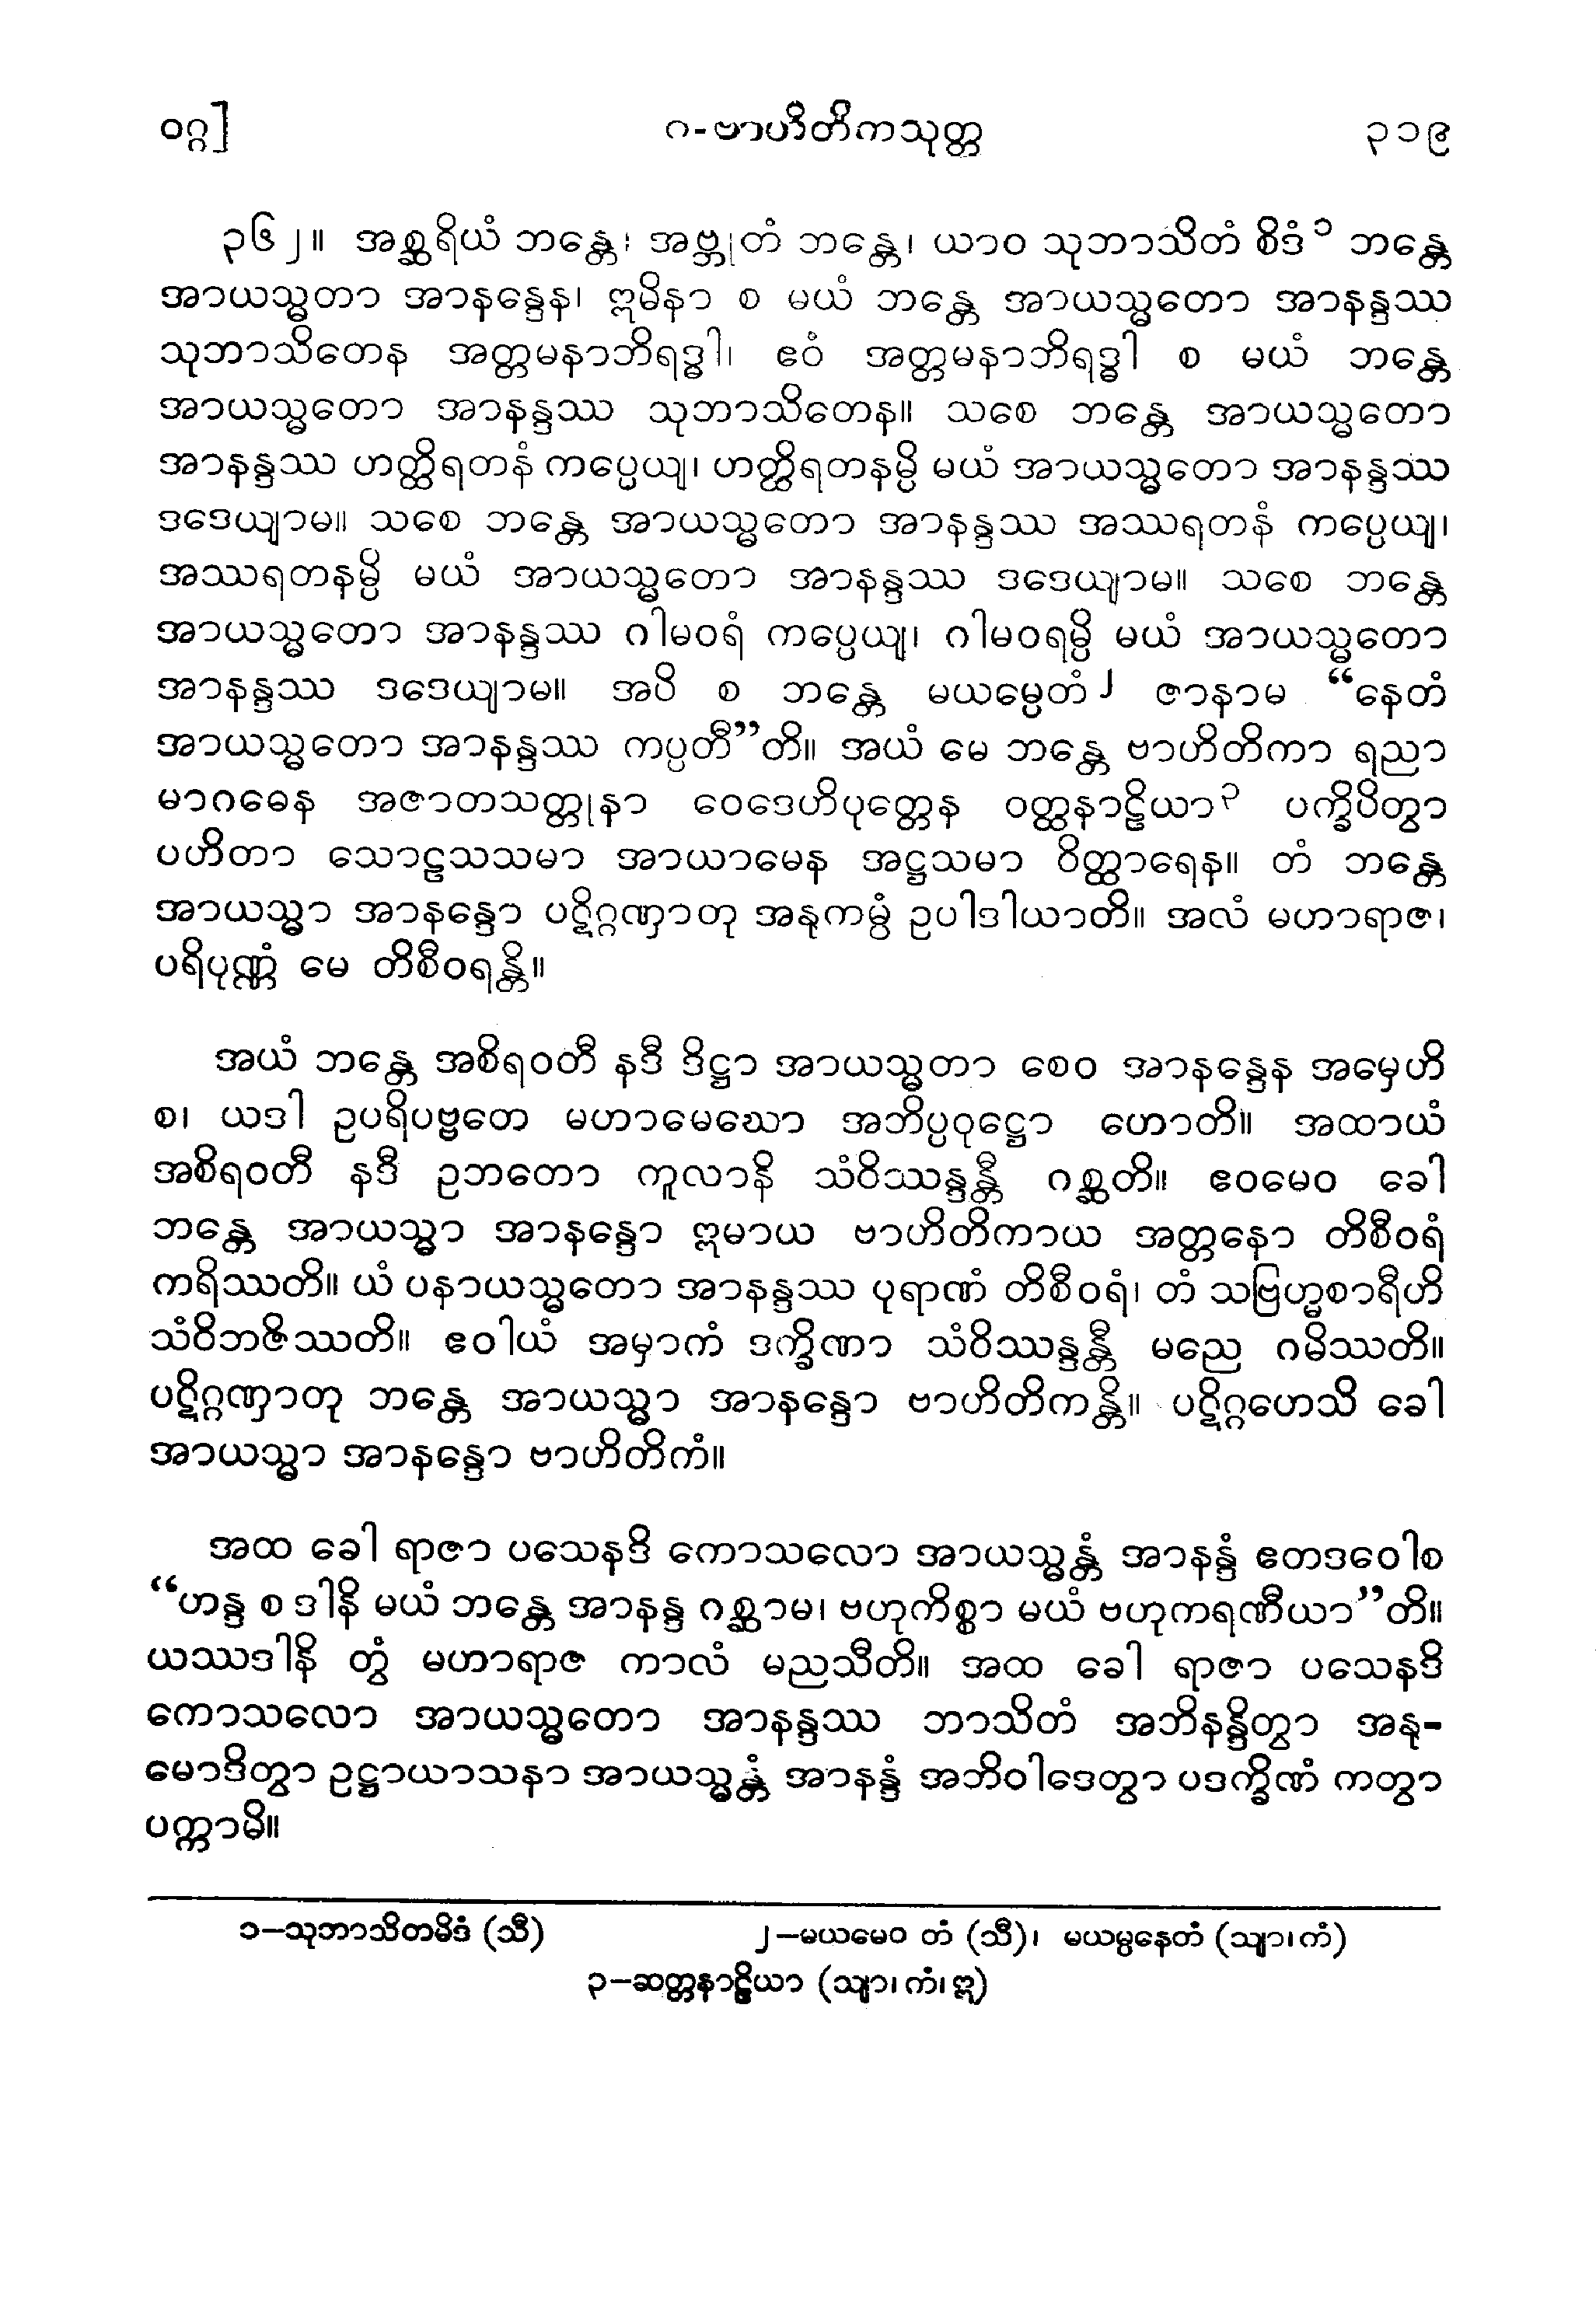 ဝဂ္ဂ] ဂ-ဗာဟိတိကသုတ္တ ၃၁၉
၃၆၂။ အစ္ဆရိယံ ဘန္တေ၊ အဗ္ဘုတံ ဘန္တေ၊ ယာဝ သုဘာသိတံ စိဒံ၁ ဘန္တေ
အာယသ္မတာ အာနန္ဒေန၊ ဣမိနာ စ မယံ ဘန္တေ အာယသ္မတော အာနန္ဒဿ
သုဘာသိတေန အတ္တမနာဘိရဒ္ဓါ၊ ဧဝံ အတ္တမနာဘိရဒ္ဓါ စ မယံ ဘန္တေ
အာယသ္မတော အာနန္ဒဿ သုဘာသိတေန။ သစေ ဘန္တေ အာယသ္မတော
အာနန္ဒဿ ဟတ္ထိရတနံ ကပ္ပေယျ၊ ဟတ္ထိရတနမ္ပိ မယံ အာယသ္မတော အာနန္ဒဿ
ဒဒေယျာမ။ သစေ ဘန္တေ အာယသ္မတော အာနန္ဒဿ အဿရတနံ ကပ္ပေယျ၊
အဿရတနမ္ပိ မယံ အာယသ္မတော အာနန္ဒဿ ဒဒေယျာမ။ သစေ ဘန္တေ
အာယသ္မတော အာနန္ဒဿ ဂါမဝရံ ကပ္ပေယျ၊ ဂါမဝရမ္ပိ မယံ အာယသ္မတော
အာနန္ဒဿ ဒဒေယျာမ။ အပိ စ ဘန္တေ မယမ္ပေတံ၂ ဇာနာမ “နေတံ
အာယသ္မတော အာနန္ဒဿ ကပ္ပတီ”တိ။ အယံ မေ ဘန္တေ ဗာဟိတိကာ ရညာ
မာဂဓေန အဇာတသတ္တုနာ ဝေဒေဟိပုတ္တေန ဝတ္ထနာဠိယာ၃ ပက္ခိပိတွာ
ပဟိတာ သောဠသသမာ အာယာမေန အဋ္ဌသမာ ဝိတ္ထာရေန။ တံ ဘန္တေ
အာယသ္မာ အာနန္ဒော ပဋိဂ္ဂဏှာတု အနုကမ္ပံ ဥပါဒါယာတိ။ အလံ မဟာရာဇ၊
ပရိပုဏ္ဏံ မေ တိစီဝရန္တိ။
အယံ ဘန္တေ အစိရဝတီ နဒီ ဒိဋ္ဌာ အာယသ္မတာ စေဝ အာနန္ဒေန အမှေဟိ
စ၊ ယဒါ ဥပရိပဗ္ဗတေ မဟာမေဃော အဘိပ္ပဝုဋ္ဌော ဟောတိ။ အထာယံ
အစိရဝတီ နဒီ ဥဘတော ကူလာနိ သံဝိဿန္ဒန္တီ ဂစ္ဆတိ။ ဧဝမေဝ ခေါ
ဘန္တေ အာယသ္မာ အာနန္ဒော ဣမာယ ဗာဟိတိကာယ အတ္တနော တိစီဝရံ
ကရိဿတိ။ ယံ ပနာယသ္မတော အာနန္ဒဿ ပုရာဏံ တိစီဝရံ၊ တံ သဗြဟ္မစာရီဟိ
သံဝိဘဇိဿတိ။ ဧဝါယံ အမှာကံ ဒက္ခိဏာ သံဝိဿန္ဒန္တီ မညေ ဂမိဿတိ။
ပဋိဂ္ဂဏှာတု ဘန္တေ အာယသ္မာ အာနန္ဒော ဗာဟိတိကန္တိ။ ပဋိဂ္ဂဟေသိ ခေါ
အာယသ္မာ အာနန္ဒော ဗာဟိတိကံ။
အထ ခေါ ရာဇာ ပသေနဒိ ကောသလော အာယသ္မန္တံ အာနန္ဒံ ဧတဒဝေါစ
“ဟန္ဒ စ ဒါနိ မယံ ဘန္တေ အာနန္ဒ ဂစ္ဆာမ၊ ဗဟုကိစ္စာ မယံ ဗဟုကရဏီယာ”တိ။
ယဿဒါနိ တွံ မဟာရာဇ ကာလံ မညသီတိ။ အထ ခေါ ရာဇာ ပသေနဒိ
ကောသလော အာယသ္မတော အာနန္ဒဿ ဘာသိတံ အဘိနန္ဒိတွာ အနု-
မောဒိတွာ ဥဋ္ဌာယာသနာ အာယသ္မန္တံ အာနန္ဒံ အဘိဝါဒေတွာ ပဒက္ခိဏံ ကတွာ
ပက္ကာမိ။
၁–သုဘာသိတမိဒံ (သီ) ၂–မယမေဝ တံ (သီ)၊ မယမ္ပနေတံ (သျာ၊ကံ)
၃–ဆတ္တနာဠိယာ (သျာ၊ ကံ၊ ဣ)